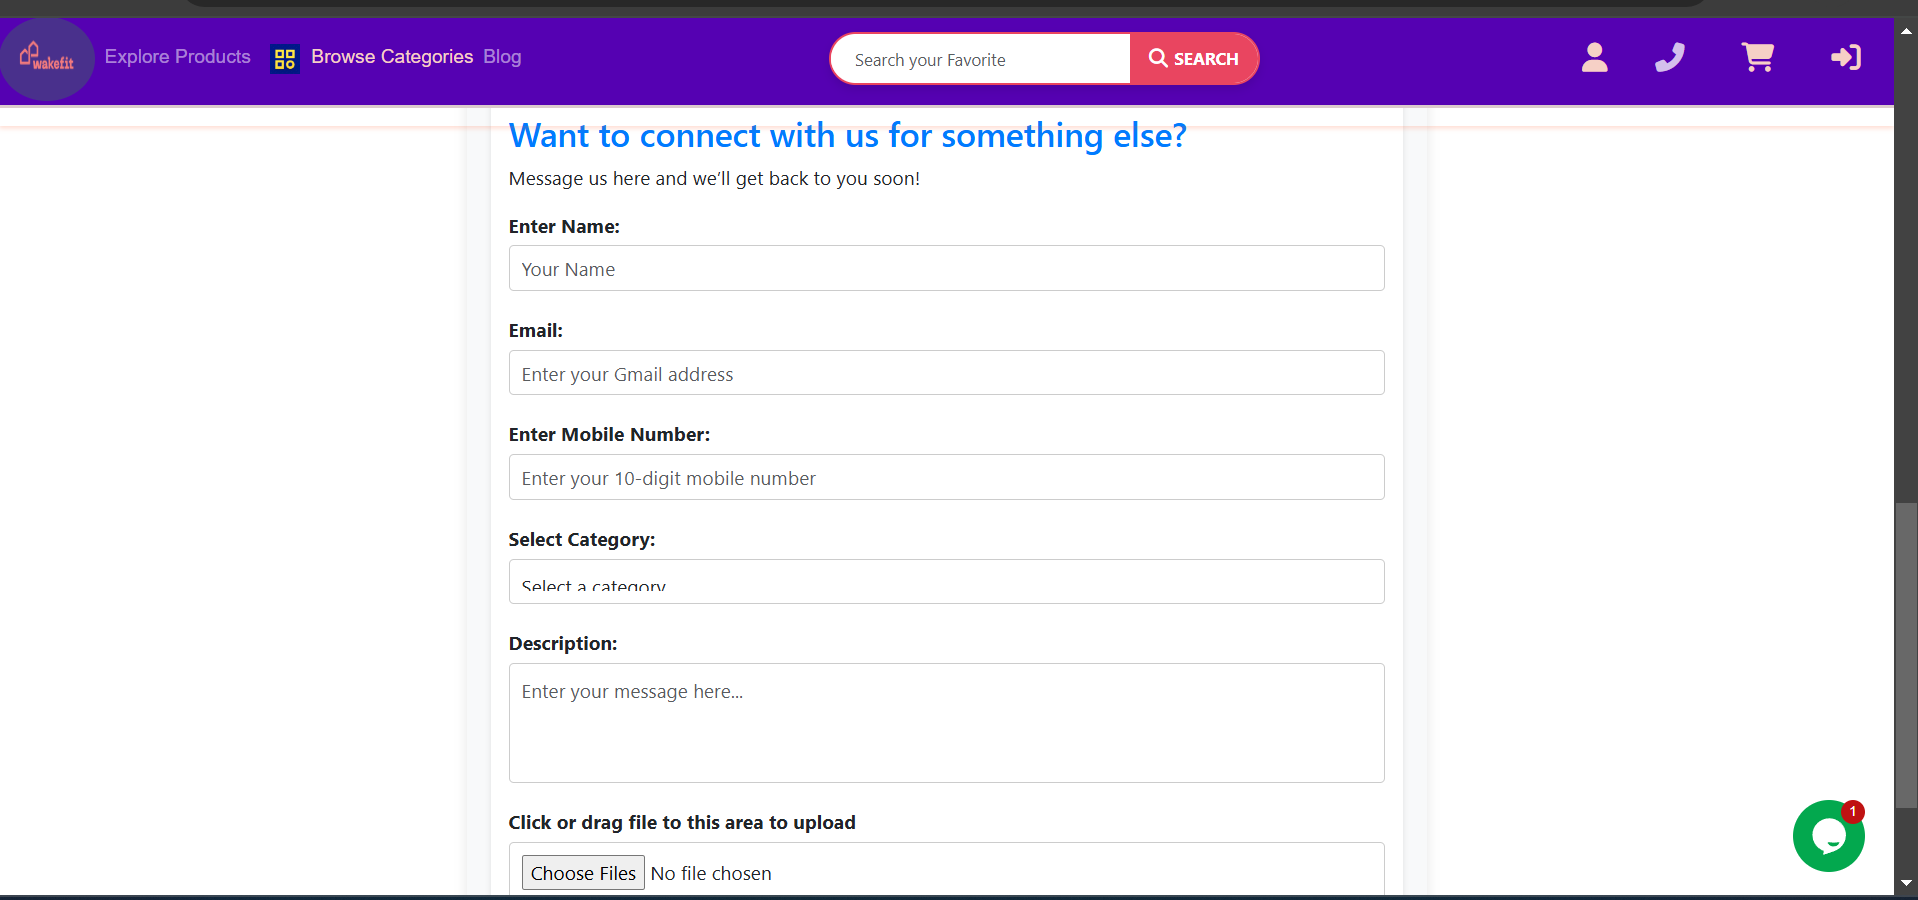 wakefit
Explore Products Browse Categories Blog
Search your Favorite SEARCH
Want to connect with us for something else?
Message us here and we’ll get back to you soon!
Enter Name:
Your Name
Email:
Enter your Gmail address
Enter Mobile Number:
Enter your 10-digit mobile number
Select Category:
Select a category
Description:
Enter your message here...
Click or drag file to this area to upload
Choose Files No file chosen
1